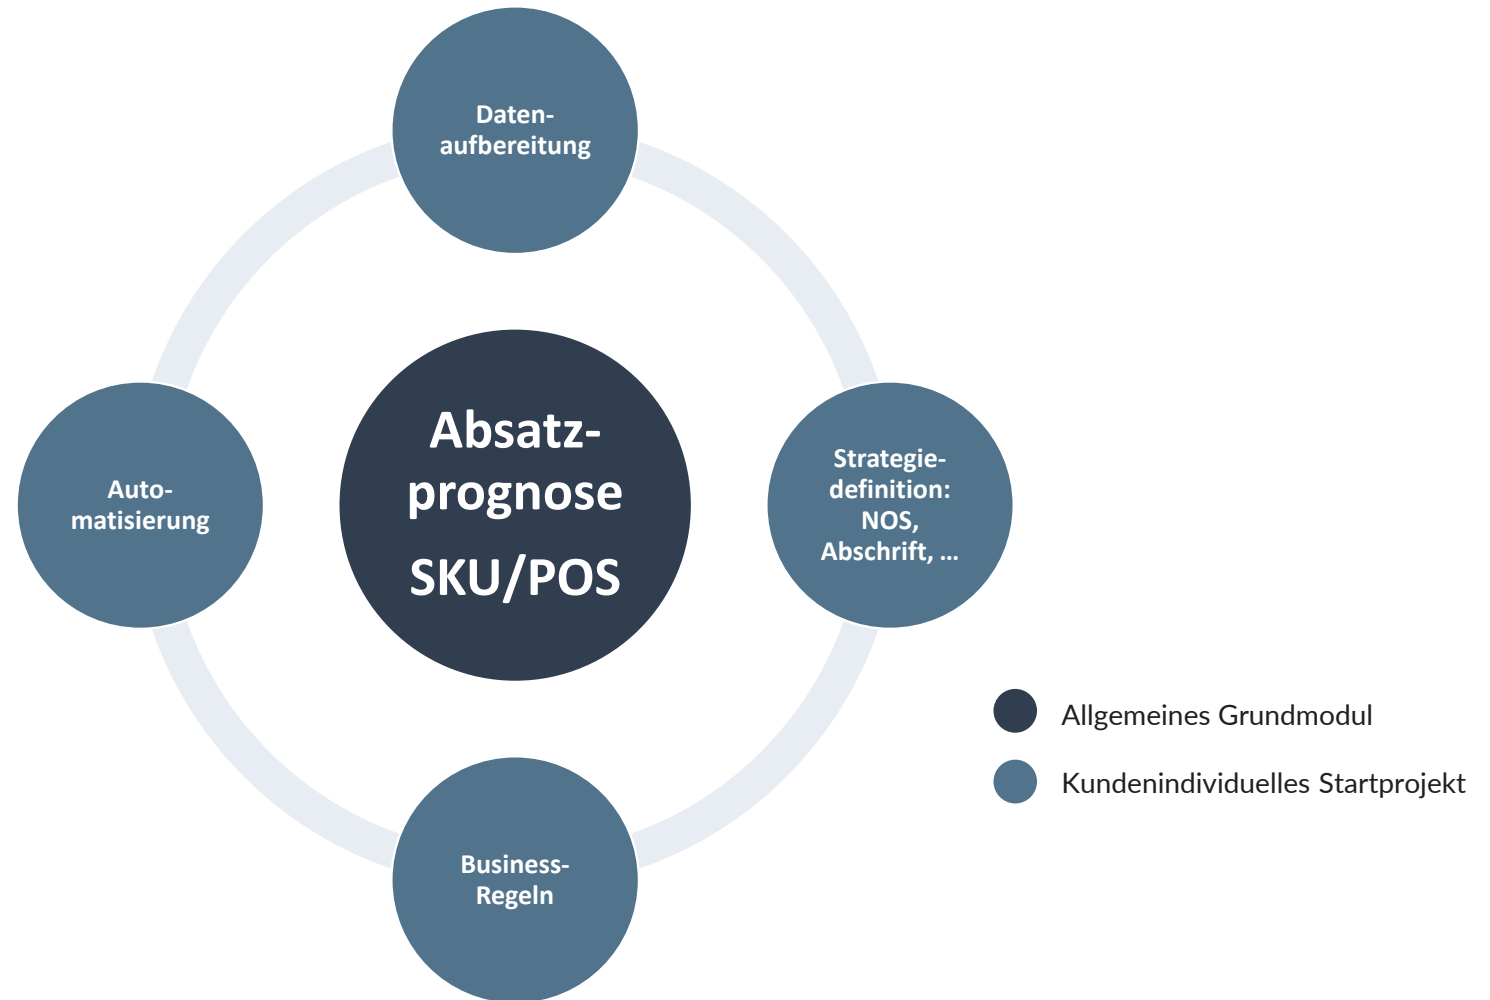 Daten-
aufbereitung
Absatz-
prognose
SKU/POS
Auto-
matisierung
Strategie-
definition:
NOS,
Abschrift, ...
Business-
Regeln
Allgemeines Grundmodul
Kundenindividuelles Startprojekt